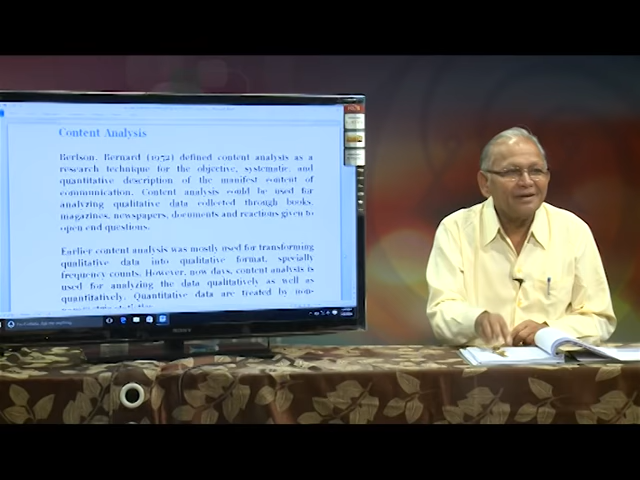 Content Analysis
Berlson, Bernard (1952) defined content analysis as a
research technique for the objective, systematic and
quantitative description of the manifest content of
communication. Content analysis could be used for
analyzing qualitative data collected through books,
magazines, newspapers, documents and reactions given to
open end questions.
Earlier content analysis was mostly used for transforming
qualitative data into qualitative format, specially
frequency counts. However, now days, content analysis is
used for analyzing the data qualitatively as well as
quantitatively. Quantitative data are treated by non-
SONY